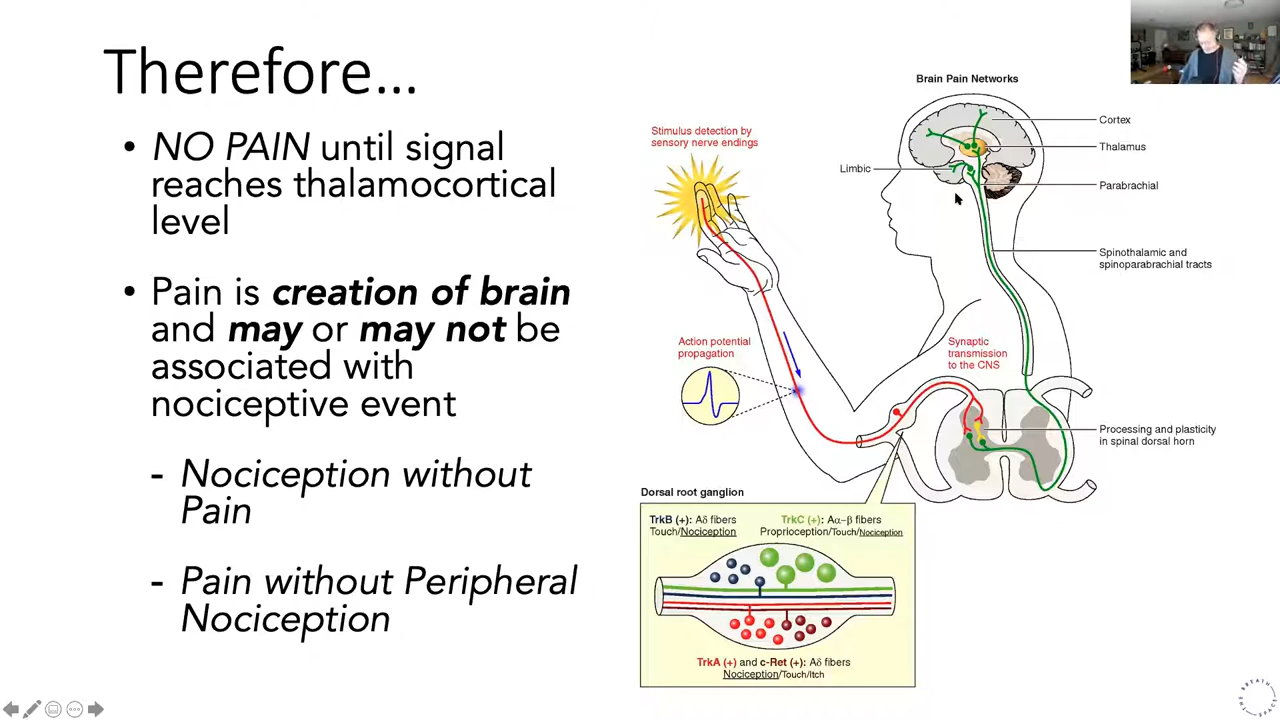 Therefore...
• NO PAIN until signal
reaches thalamocortical
level
• Pain is creation of brain
and may or may not be
associated with
nociceptive event
- Nociception without
Pain
- Pain without Peripheral
Nociception
Brain Pain Networks
Stimulus detection by
sensory nerve endings
Cortex
Thalamus
Limbic
Parabrachial
Spinothalamic and
spinoparabrachial tracts
Action potential
propagation
Synaptic
transmission
to the CNS
Processing and plasticity
in spinal dorsal horn
Dorsal root ganglion
TrkB (+): Aδ fibers
Touch/Nociception
TrkC (+): Aα-β fibers
Proprioception/Touch/Nociception
TrkA (+) and c-Ret (+): Aδ fibers
Nociception/Touch/Itch
BREATH
THE
SPACE